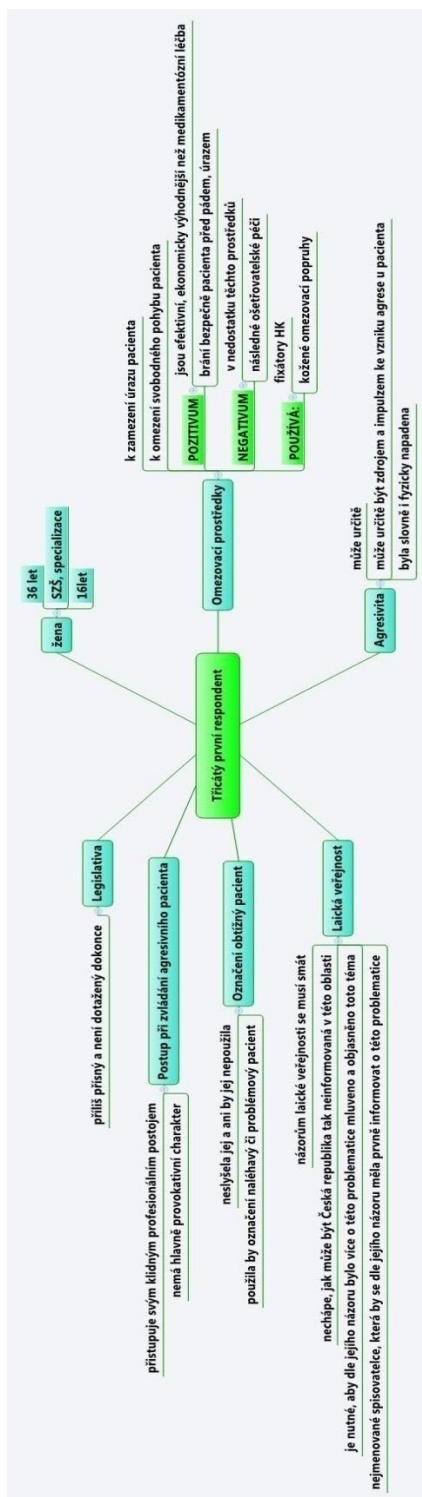 Třicátý první respondent
žena
36 let
SZŠ, specializace
16let
Omezovací prostředky
k zamezení úrazu pacienta
k omezení svobodného pohybu pacienta
POZITIVUM
jsou efektivní, ekonomicky výhodnější než medikamentózní léčba
brání bezpečně pacienta před pádem, úrazem
NEGATIVUM
v nedostatku těchto prostředků
následné ošetřovatelské péči
POUŽÍVÁ:
fixátory HK
kožené omezovací popruhy
Agresivita
může určitě
může určitě být zdrojem a impulzem ke vzniku agrese u pacienta
byla slovně i fyzicky napadena
Legislativa
příliš přísný a není dotažený dokonce
Postup při zvládání agresivního pacienta
přistupuje svým klidným profesionálním postojem
nemá hlavně provokativní charakter
Označení obtížný pacient
neslyšela jej a ani by jej nepoužila
použila by označení naléhavý či problémový pacient
Laická veřejnost
názorům laické veřejnosti se musí smát
nechápe, jak může být Česká republika tak neinformovaná v této oblasti
je nutné, aby dle jejího názoru bylo více o této problematice mluveno a objasněno toto téma
nejmenované spisovatelce, která by se dle jejího názoru měla prvně informovat o této problematice